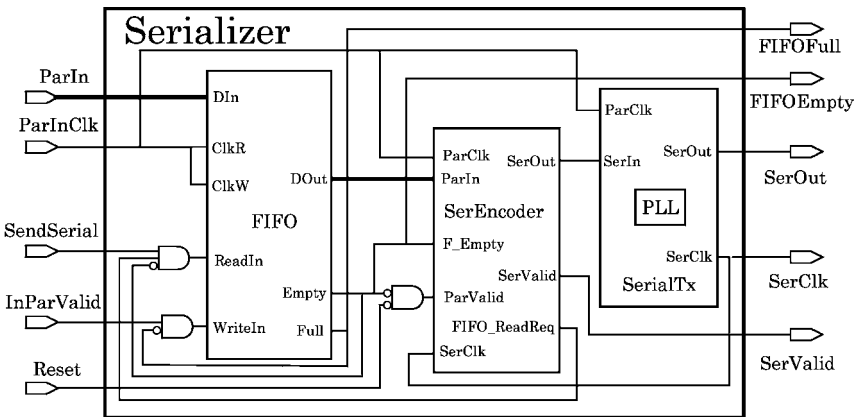 Serializer
ParIn
ParInClk
SendSerial
InParValid
Reset
DIn
ClkR
ClkW
DOut
FIFO
ReadIn
Empty
WriteIn
Full
ParClk
SerOut
ParIn
SerEncoder
F_Empty
SerValid
ParValid
FIFO_ReadReq
SerClk
ParClk
SerOut
SerIn
PLL
SerClk
SerialTx
FIFOFull
FIFOEmpty
SerOut
SerClk
SerValid